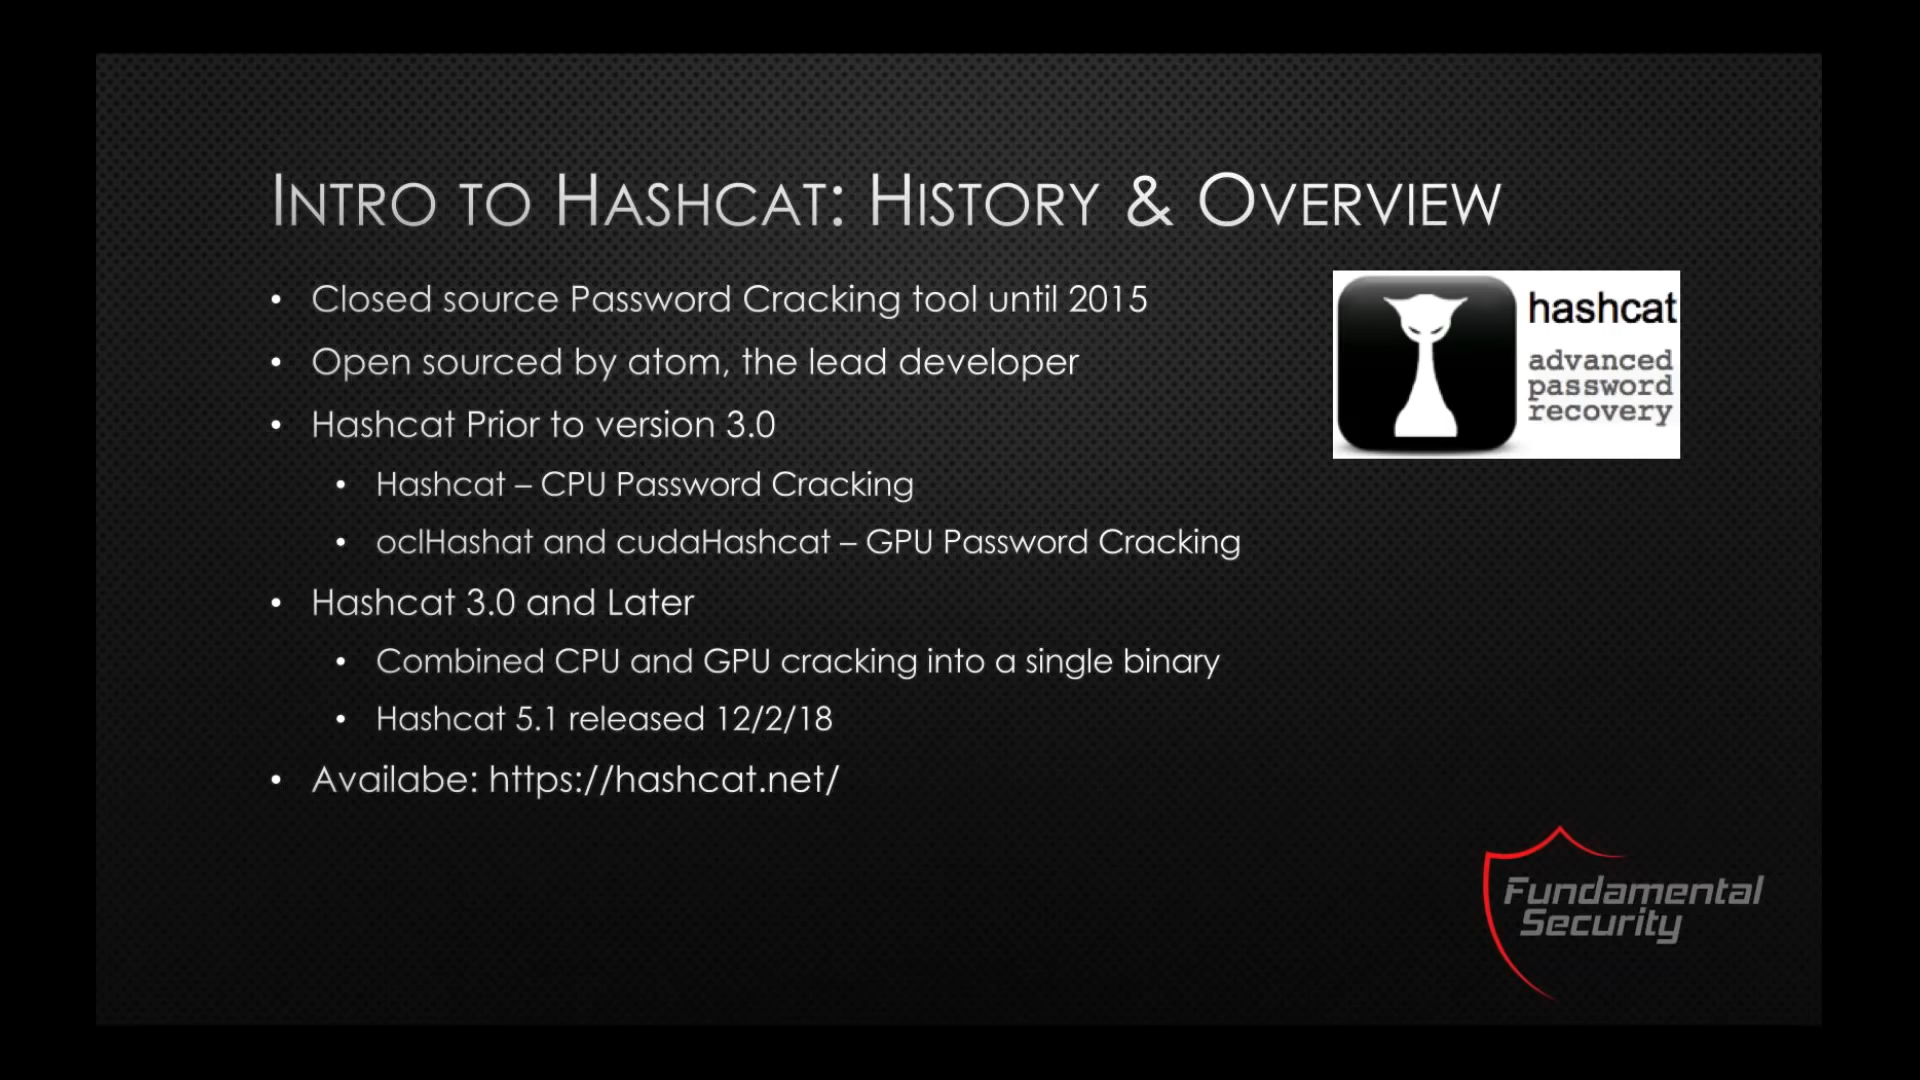 Intro to Hashcat: History & Overview
• Closed source Password Cracking tool until 2015
• Open sourced by atom, the lead developer
• Hashcat Prior to version 3.0
• Hashcat – CPU Password Cracking
• oclHashat and cudaHashcat – GPU Password Cracking
• Hashcat 3.0 and Later
• Combined CPU and GPU cracking into a single binary
• Hashcat 5.1 released 12/2/18
• Availabe: https://hashcat.net/
hashcat
advanced
password
recovery
Fundamental
Security